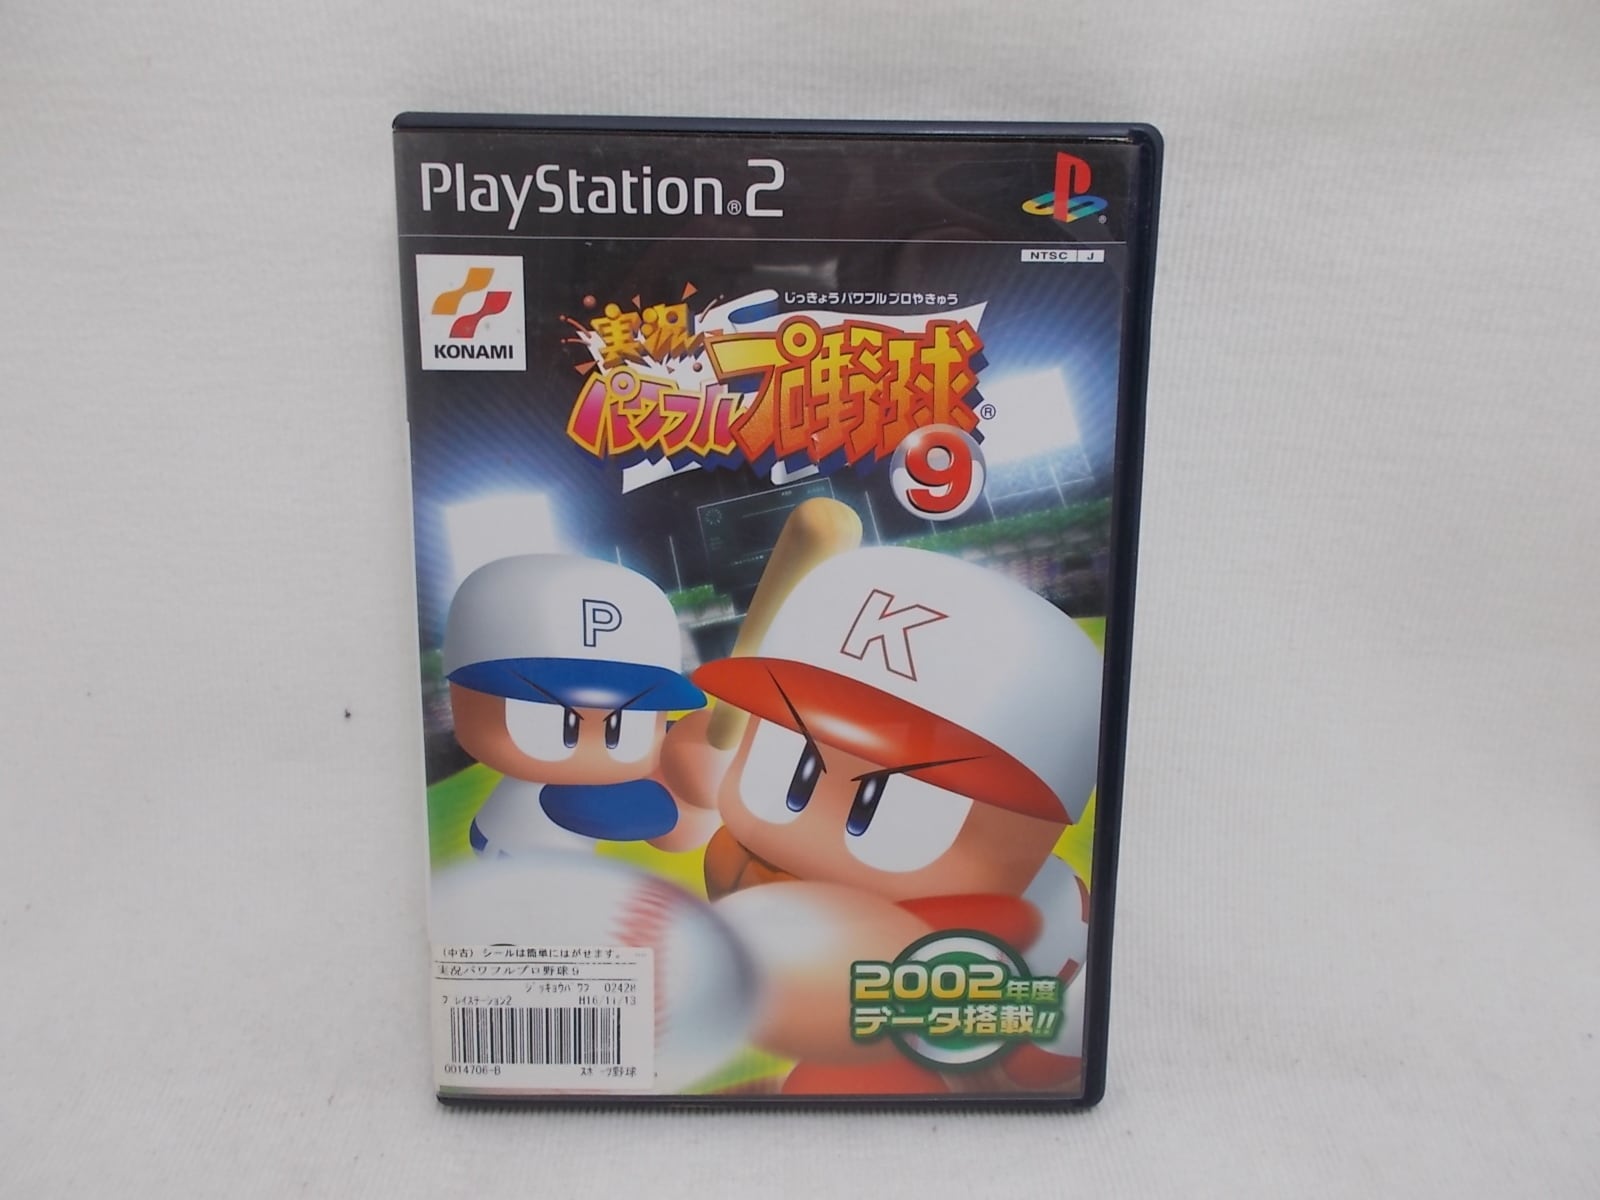 PlayStation®2
NTSC J
KONAMI
じっきょうパワフルプロやきゅう
実況
パワフルプロ野球®
9
P
K
2002年度
データ搭載!!
(中古) シールは簡単にはがせます。
実況パワフルプロ野球9
ジッキョウパワフ 0242H
プレイステーション2 H16/11/13
0014706-B スポーツ野球